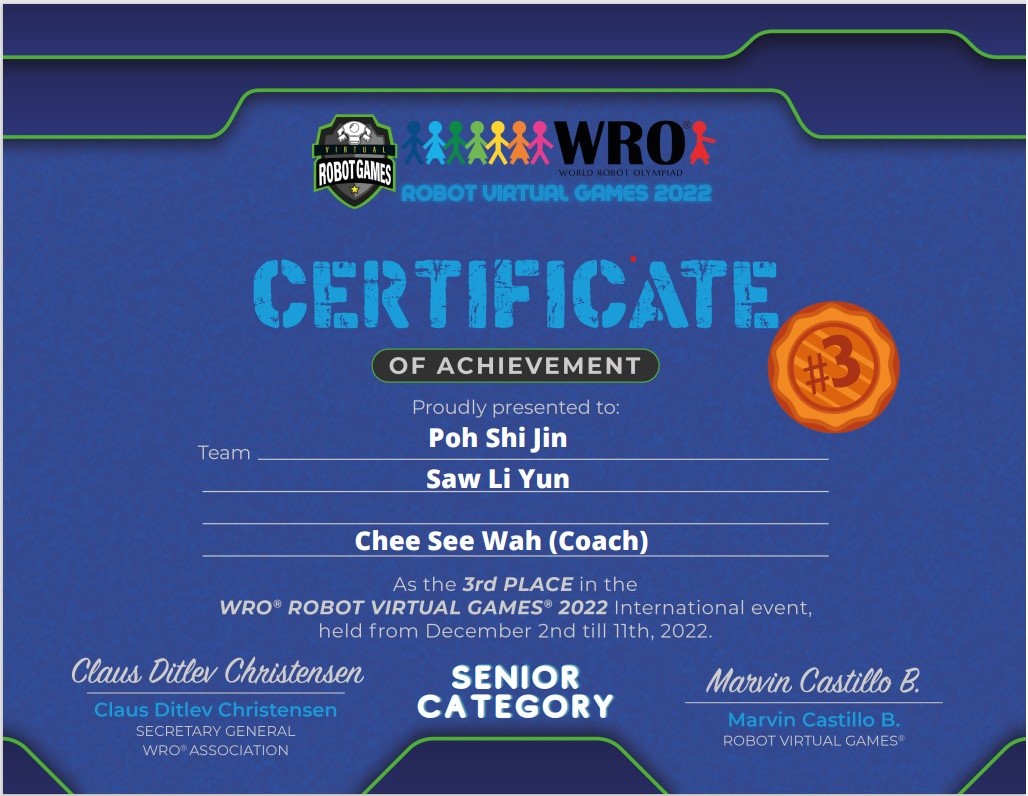 VIRTUAL
ROBOT GAMES
WRO®
WORLD ROBOT OLYMPIAD
ROBOT VIRTUAL GAMES 2022
CERTIFICATE
#3
OF ACHIEVEMENT
Proudly presented to:
Poh Shi Jin
Team
Saw Li Yun
Chee See Wah (Coach)
As the 3rd PLACE in the
WRO® ROBOT VIRTUAL GAMES® 2022 International event,
held from December 2nd till 11th, 2022.
Claus Ditlev Christensen
Claus Ditlev Christensen
SECRETARY GENERAL
WRO® ASSOCIATION
SENIOR
CATEGORY
Marvin Castillo B.
Marvin Castillo B.
ROBOT VIRTUAL GAMES®